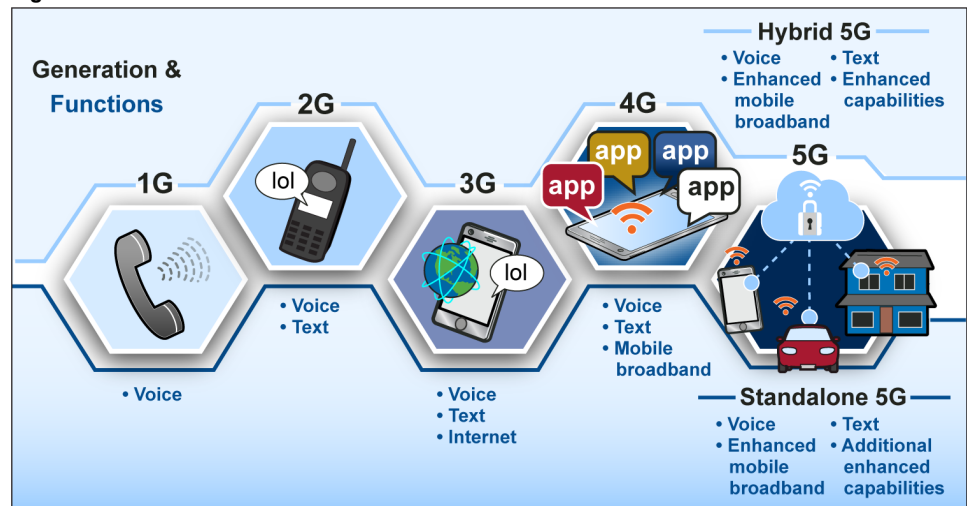 Generation &
Functions
1G
• Voice
2G
lol
• Voice
• Text
3G
lol
• Voice
• Text
• Internet
4G
app
app
app
app
• Voice
• Text
• Mobile
broadband
Hybrid 5G
• Voice
• Enhanced
mobile
broadband
• Text
• Enhanced
capabilities
5G
Standalone 5G
• Voice
• Enhanced
mobile
broadband
• Text
• Additional
enhanced
capabilities